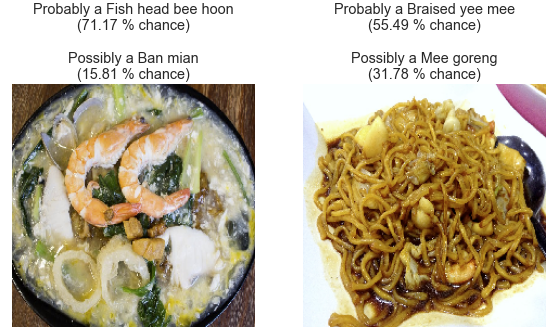 Probably a Fish head bee hoon
(71.17 % chance)
Possibly a Ban mian
(15.81 % chance)
Probably a Braised yee mee
(55.49 % chance)
Possibly a Mee goreng
(31.78 % chance)